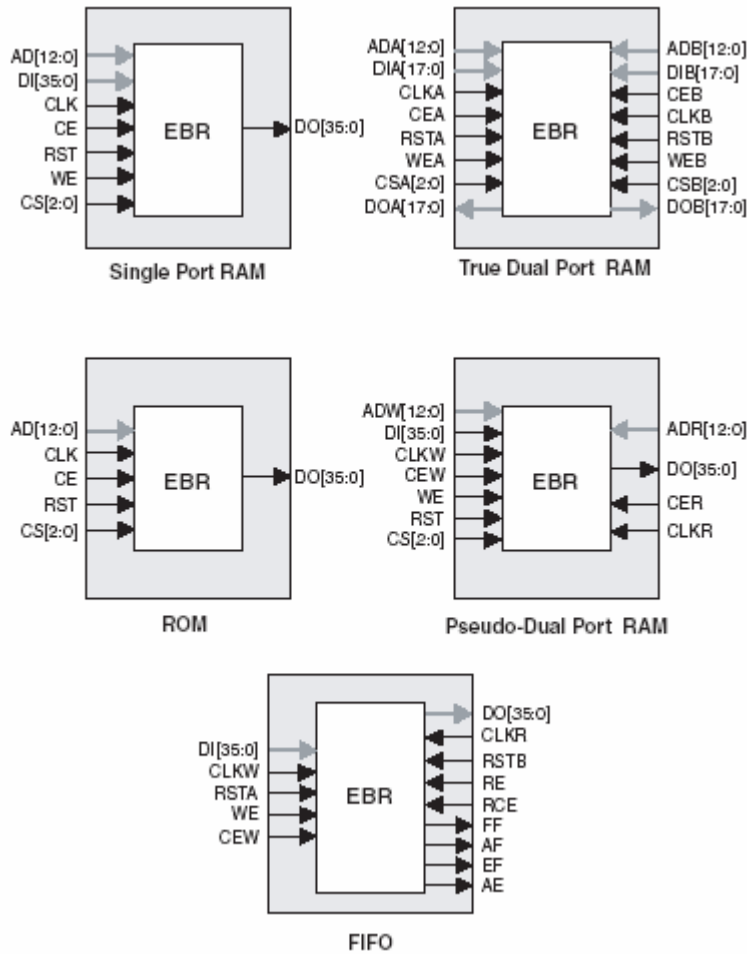 AD[12:0]
DI[35:0]
CLK
CE
RST
WE
CS[2:0]
EBR
DO[35:0]
Single Port RAM
ADA[12:0]
DIA[17:0]
CLKA
CEA
RSTA
WEA
CSA[2:0]
DOA[17:0]
EBR
ADB[12:0]
DIB[17:0]
CEB
CLKB
RSTB
WEB
CSB[2:0]
DOB[17:0]
True Dual Port RAM
AD[12:0]
CLK
CE
RST
CS[2:0]
EBR
DO[35:0]
ROM
ADW[12:0]
DI[35:0]
CLKW
CEW
WE
RST
CS[2:0]
EBR
ADR[12:0]
DO[35:0]
CER
CLKR
Pseudo-Dual Port RAM
DI[35:0]
CLKW
RSTA
WE
CEW
EBR
DO[35:0]
CLKR
RSTB
RE
RCE
FF
AF
EF
AE
FIFO